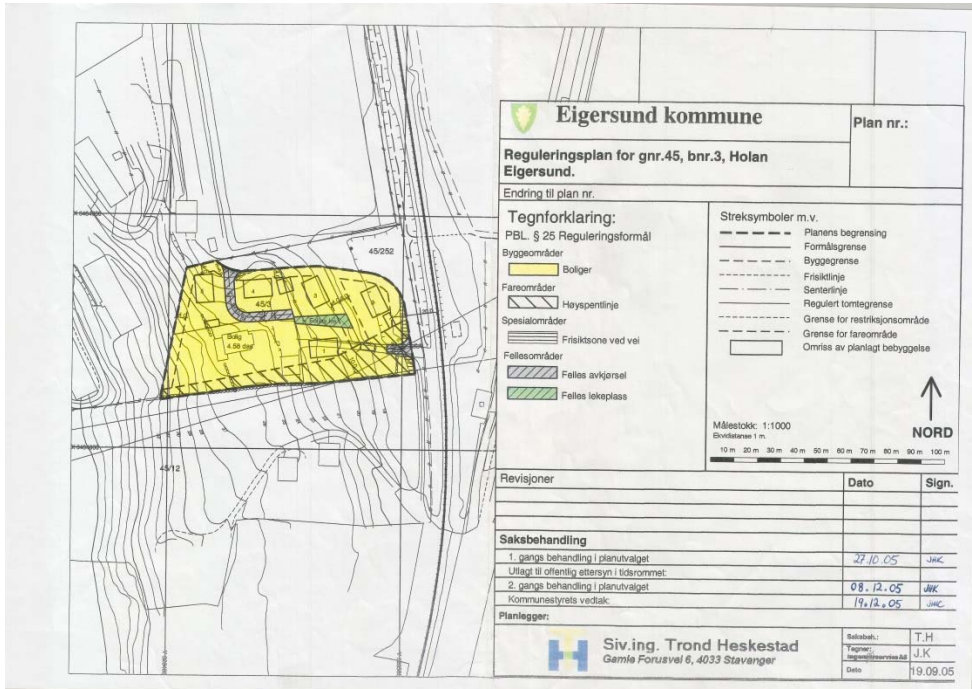 45/252
45/3
4
3
1
Bolig
4.58 daa
45/12
Eigersund kommune
Plan nr.:
Reguleringsplan for gnr.45, bnr.3, Holan
Eigersund.
Endring til plan nr.
Tegnforklaring:
PBL. § 25 Reguleringsformål
Byggeområder
Boliger
Fareområder
Høyspentlinje
Spesialområder
Frisiktsone ved vei
Fellesområder
Felles avkjørsel
Felles lekeplass
Streksymboler m.v.
Planens begrensing
Formålsgrense
Byggegrense
Frisiktlinje
Senterlinje
Regulert tomtegrense
Grense for restriksjonsområde
Grense for fareområde
Omriss av planlagt bebyggelse
Målestokk: 1:1000
Ekvidistanse 1 m.
NORD
10 m 20 m 30 m 40 m 50 m 60 m 70 m 80 m 90 m 100 m
Revisjoner
Dato
Sign.
Saksbehandling
1. gangs behandling i planutvalget
27.10.05
JHK
Utlagt til offentlig ettersyn i tidsrommet:
2. gangs behandling i planutvalget
08.12.05
JHK
Kommunestyrets vedtak:
19.12.05
JHK
Planlegger:
Siv.ing. Trond Heskestad
Gamle Forusvei 6, 4033 Stavanger
Saksbeh.:
T.H
Tegner:
J.K
Dato
19.09.05